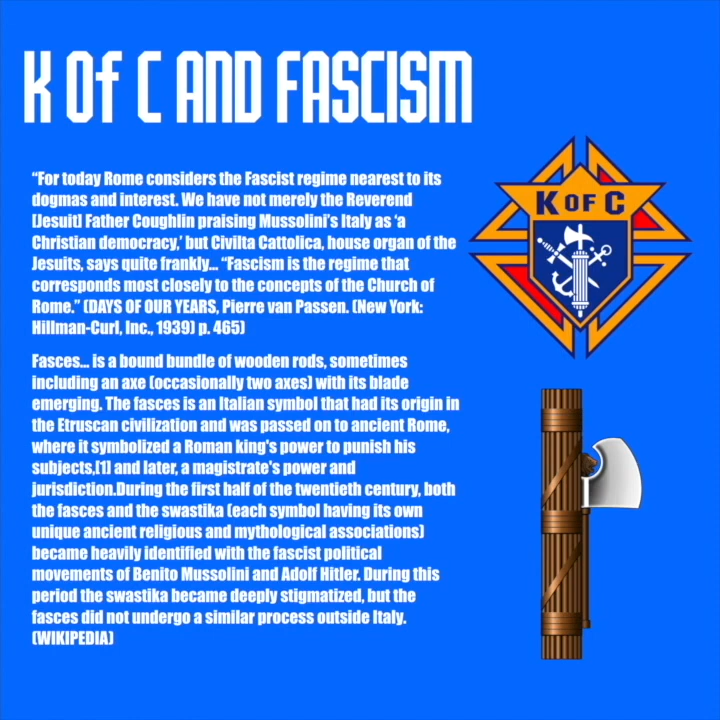 K Of C AND FASCISM
“For today Rome considers the Fascist regime nearest to its
dogmas and interest. We have not merely the Reverend
[Jesuit] Father Coughlin praising Mussolini’s Italy as ‘a
Christian democracy,’ but Civilta Cattolica, house organ of the
Jesuits, says quite frankly... “Fascism is the regime that
corresponds most closely to the concepts of the Church of
Rome.” (DAYS OF OUR YEARS, Pierre van Passen. (New York:
Hillman-Curl, Inc., 1939) p. 465)
K OF C
Fasces... is a bound bundle of wooden rods, sometimes
including an axe (occasionally two axes) with its blade
emerging. The fasces is an Italian symbol that had its origin in
the Etruscan civilization and was passed on to ancient Rome,
where it symbolized a Roman king's power to punish his
subjects,[1] and later, a magistrate's power and
jurisdiction.During the first half of the twentieth century, both
the fasces and the swastika (each symbol having its own
unique ancient religious and mythological associations)
became heavily identified with the fascist political
movements of Benito Mussolini and Adolf Hitler. During this
period the swastika became deeply stigmatized, but the
fasces did not undergo a similar process outside Italy.
(WIKIPEDIA)